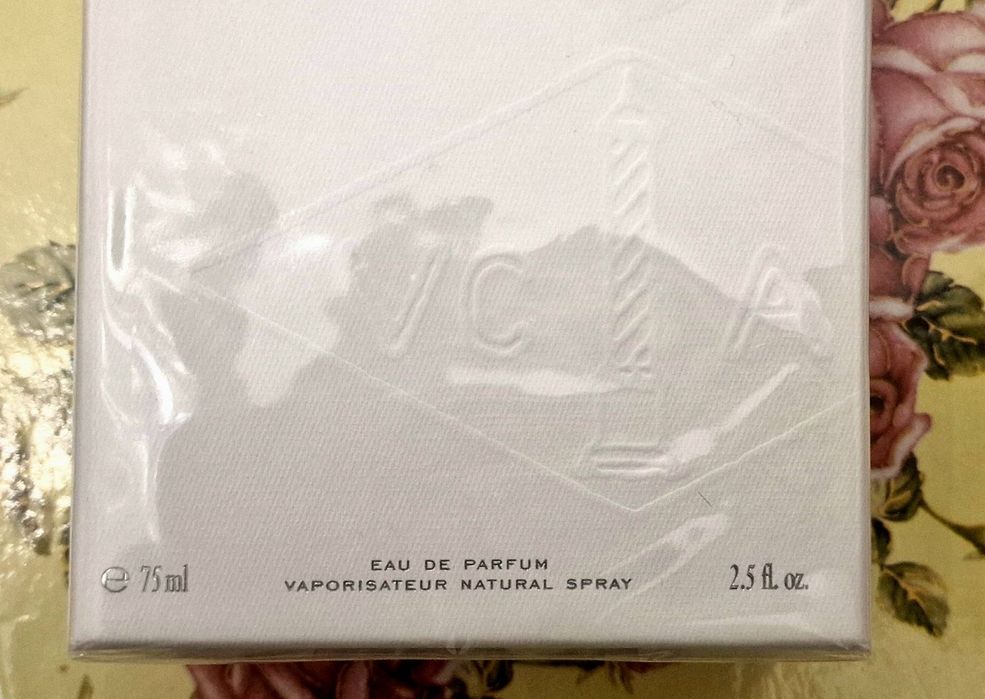 ℮ 75 ml
EAU DE PARFUM
VAPORISATEUR NATURAL SPRAY
2.5 fl. oz.